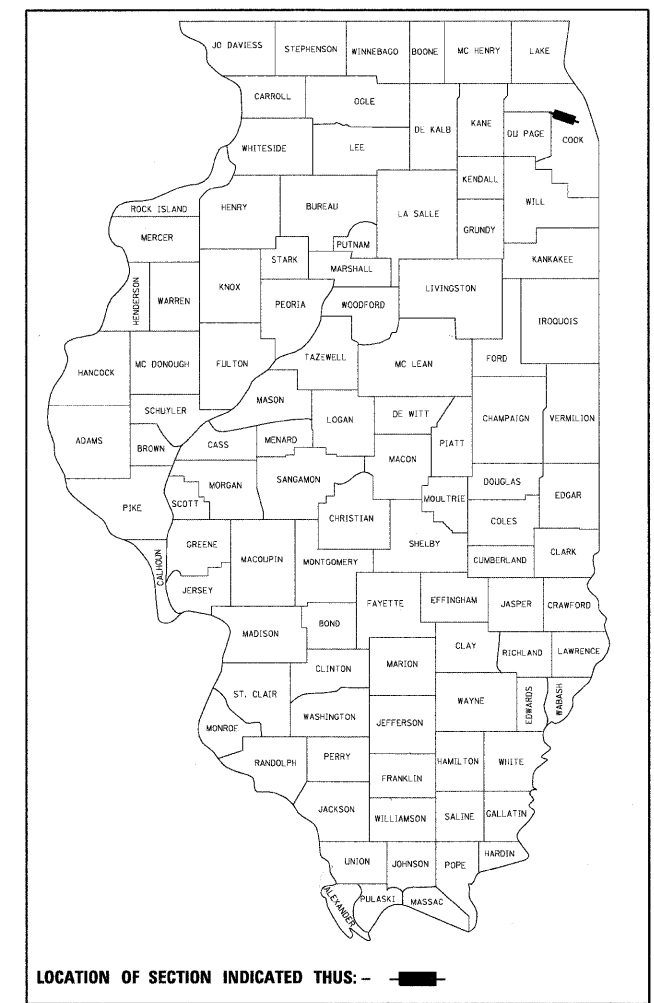 JO DAVIESS
STEPHENSON
WINNEBAGO
BOONE
MC HENRY
LAKE
CARROLL
OGLE
DE KALB
KANE
DU PAGE
COOK
WHITESIDE
LEE
KENDALL
WILL
ROCK ISLAND
HENRY
BUREAU
LA SALLE
GRUNDY
MERCER
PUTNAM
STARK
MARSHALL
KANKAKEE
HENDERSON
WARREN
KNOX
PEORIA
WOODFORD
LIVINGSTON
IROQUOIS
HANCOCK
MC DONOUGH
FULTON
TAZEWELL
MC LEAN
FORD
SCHUYLER
MASON
LOGAN
DE WITT
CHAMPAIGN
VERMILION
ADAMS
BROWN
CASS
MENARD
MACON
PIATT
PIKE
SCOTT
MORGAN
SANGAMON
CHRISTIAN
MOULTRIE
DOUGLAS
EDGAR
COLES
CALHOUN
GREENE
MACOUPIN
MONTGOMERY
SHELBY
CUMBERLAND
CLARK
JERSEY
FAYETTE
EFFINGHAM
JASPER
CRAWFORD
MADISON
BOND
CLAY
RICHLAND
LAWRENCE
CLINTON
MARION
ST. CLAIR
WAYNE
EDWARDS
WABASH
MONROE
WASHINGTON
JEFFERSON
RANDOLPH
PERRY
HAMILTON
WHITE
FRANKLIN
JACKSON
WILLIAMSON
SALINE
GALLATIN
UNION
JOHNSON
POPE
HARDIN
ALEXANDER
PULASKI
MASSAC
LOCATION OF SECTION INDICATED THUS: -